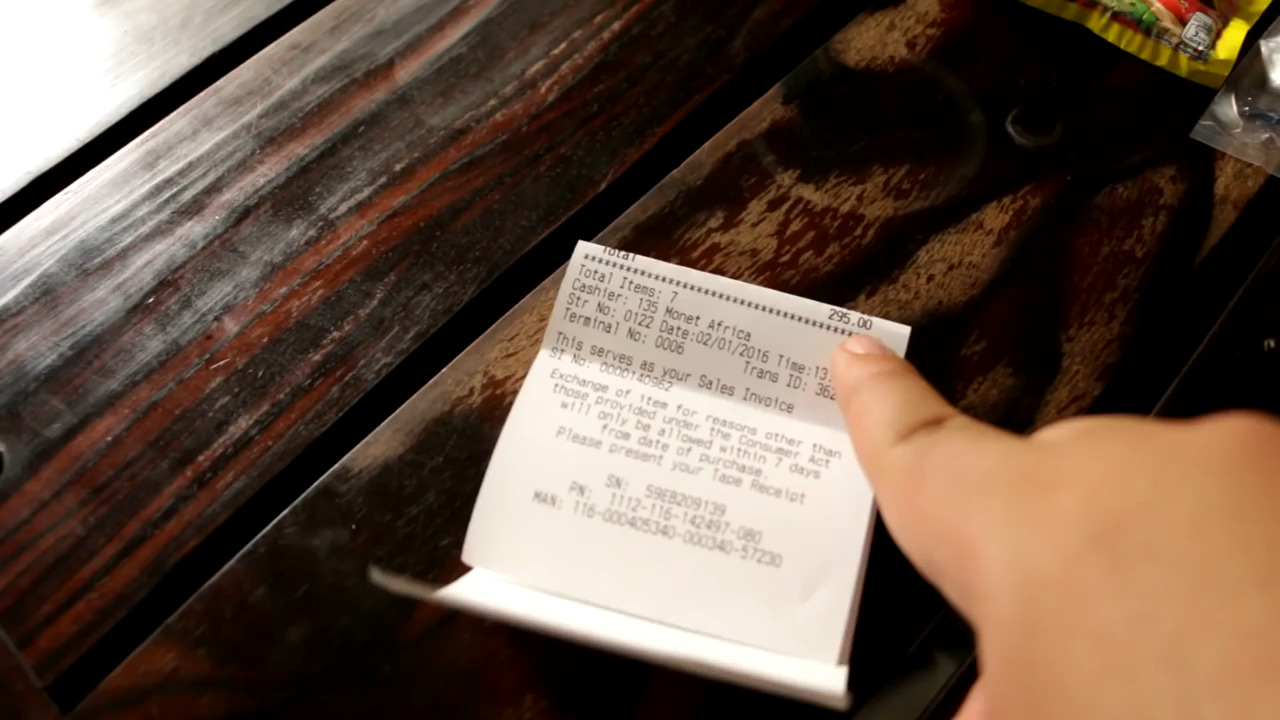 Total 295.00
************************************
Total Items: 7
Cashier: 135 Monet Africa
Str No: 0122 Date:02/01/2016 Time:13:
Terminal No: 0006 Trans ID: 362
This serves as your Sales Invoice
SI No: 0000140962
Exchange of item for reasons other than
those provided under the Consumer Act
will only be allowed within 7 days
from date of purchase.
Please present your Tape Receipt
SN: 59EB209139
PN: 1112-116-142497-080
MAN: 116-000405340-000340-57230